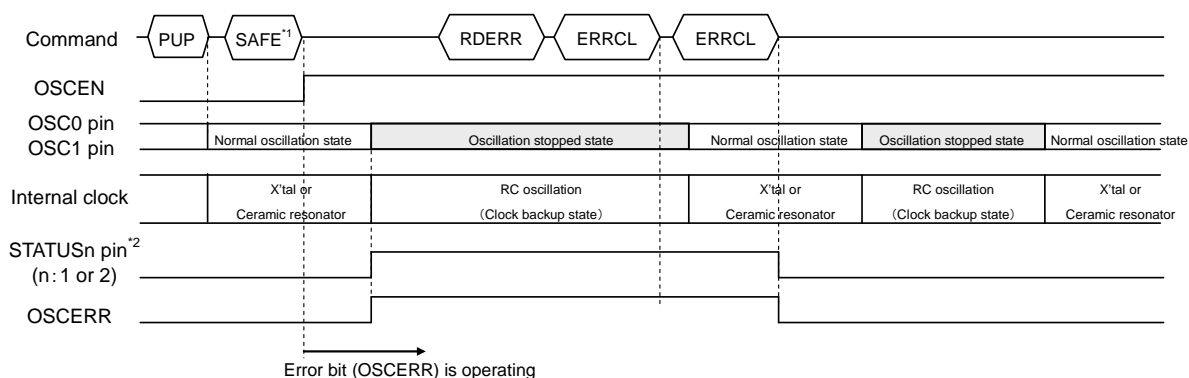 Command PUP SAFE*1 RDERR ERRCL ERRCL
OSCEN
OSC0 pin
OSC1 pin
Normal oscillation state Oscillation stopped state Normal oscillation state Oscillation stopped state Normal oscillation state
Internal clock
X'tal or RC oscillation X'tal or RC oscillation X'tal or
Ceramic resonator (Clock backup state) Ceramic resonator (Clock backup state) Ceramic resonator
STATUSn pin*2
(n: 1 or 2)
OSCERR
Error bit (OSCERR) is operating